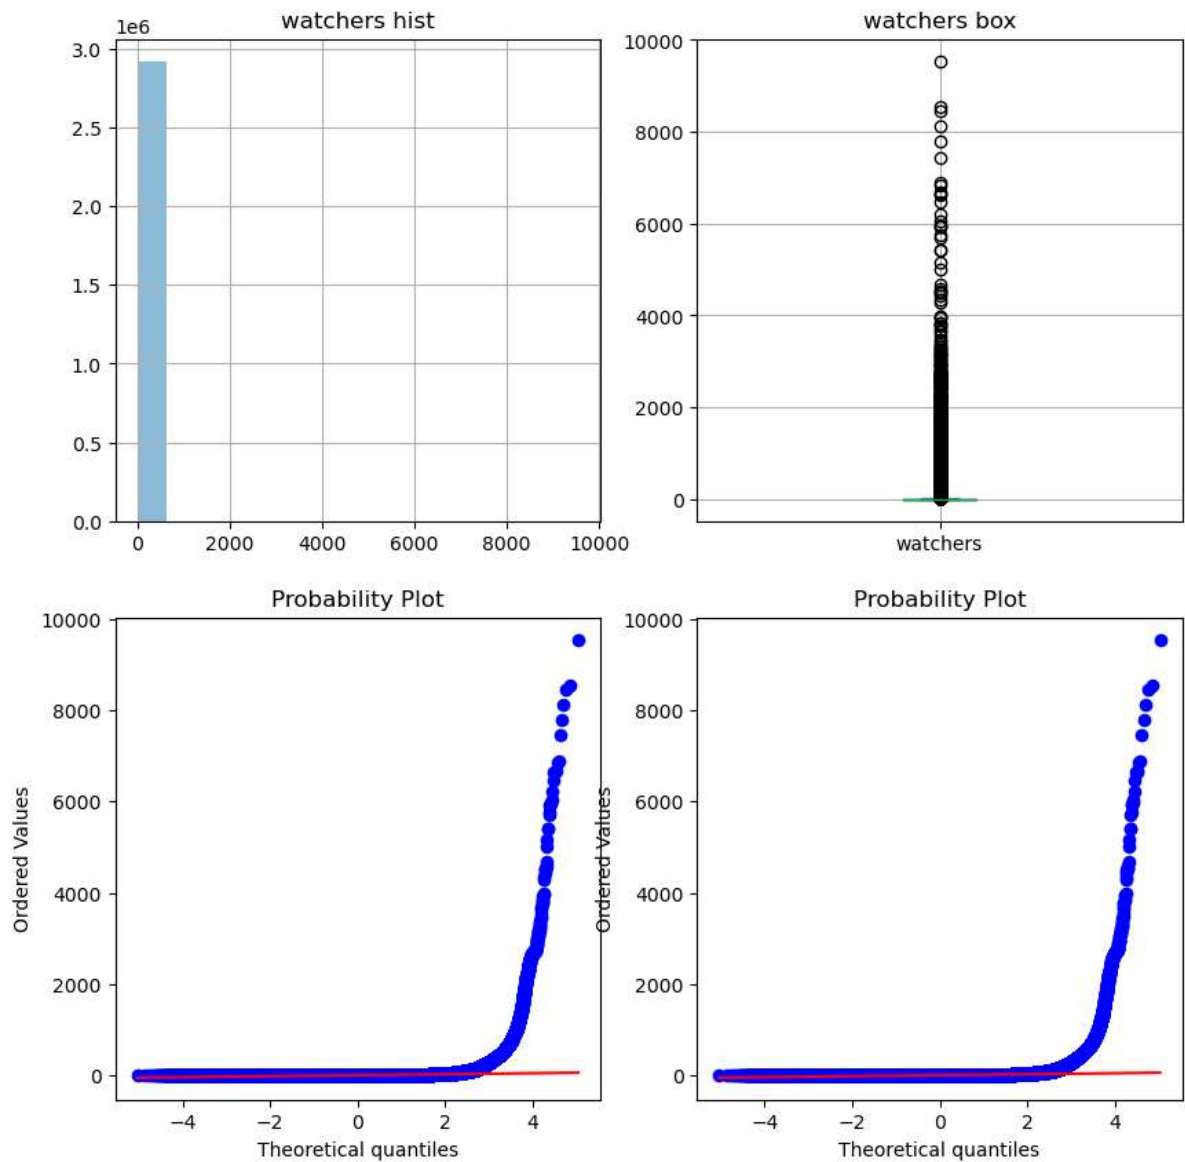 watchers hist
1e6
3.0
2.5
2.0
1.5
1.0
0.5
0.0
0 2000 4000 6000 8000 10000
watchers box
10000
8000
6000
4000
2000
0
watchers
Probability Plot
10000
8000
6000
4000
2000
0
Ordered Values
−4 −2 0 2 4
Theoretical quantiles
Probability Plot
10000
8000
6000
4000
2000
0
Ordered Values
−4 −2 0 2 4
Theoretical quantiles